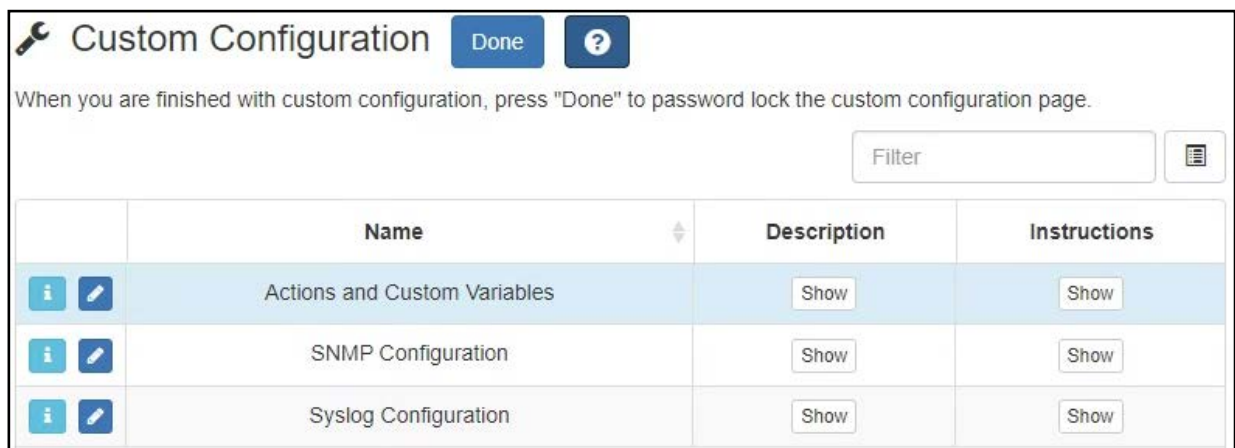 Custom Configuration Done
When you are finished with custom configuration, press "Done" to password lock the custom configuration page.
Filter
Name Description Instructions
Actions and Custom Variables Show Show
SNMP Configuration Show Show
Syslog Configuration Show Show